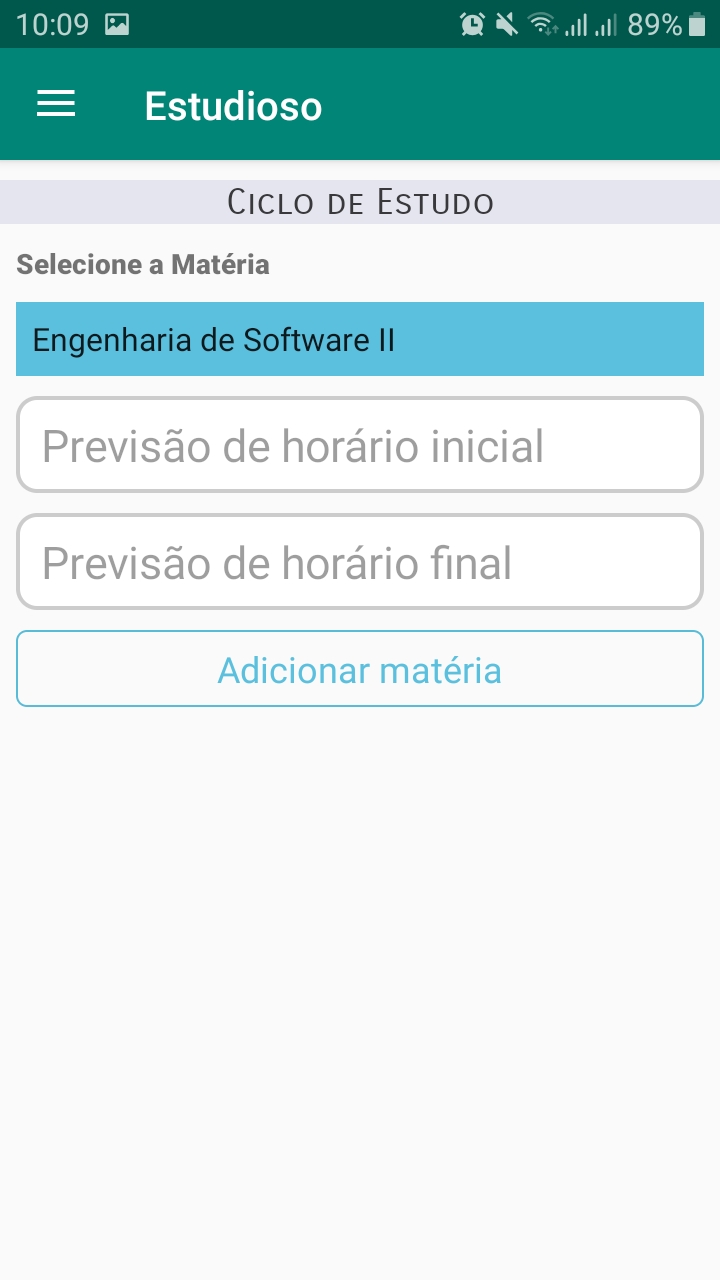 10:09 89%
Estudioso
Ciclo de Estudo
Selecione a Matéria
Engenharia de Software II
Previsão de horário inicial
Previsão de horário final
Adicionar matéria